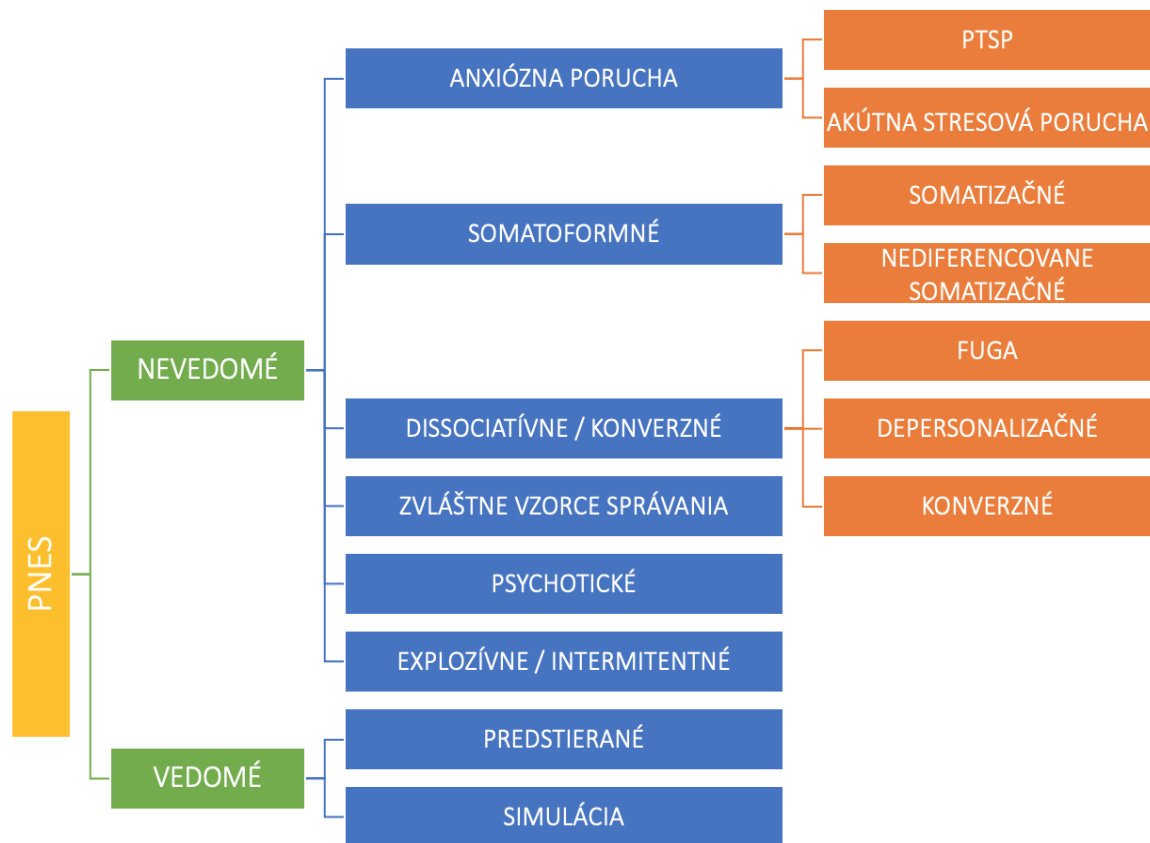 PNES
NEVEDOMÉ
ANXIÓZNA PORUCHA
PTSP
AKÚTNA STRESOVÁ PORUCHA
SOMATOFORMNÉ
SOMATIZAČNÉ
NEDIFERENCOVANE
SOMATIZAČNÉ
DISSOCIATÍVNE / KONVERZNÉ
FUGA
DEPERSONALIZAČNÉ
KONVERZNÉ
ZVLÁŠTNE VZORCE SPRÁVANIA
PSYCHOTICKÉ
EXPLOZÍVNE / INTERMITENTNÉ
VEDOMÉ
PREDSTIERANÉ
SIMULÁCIA